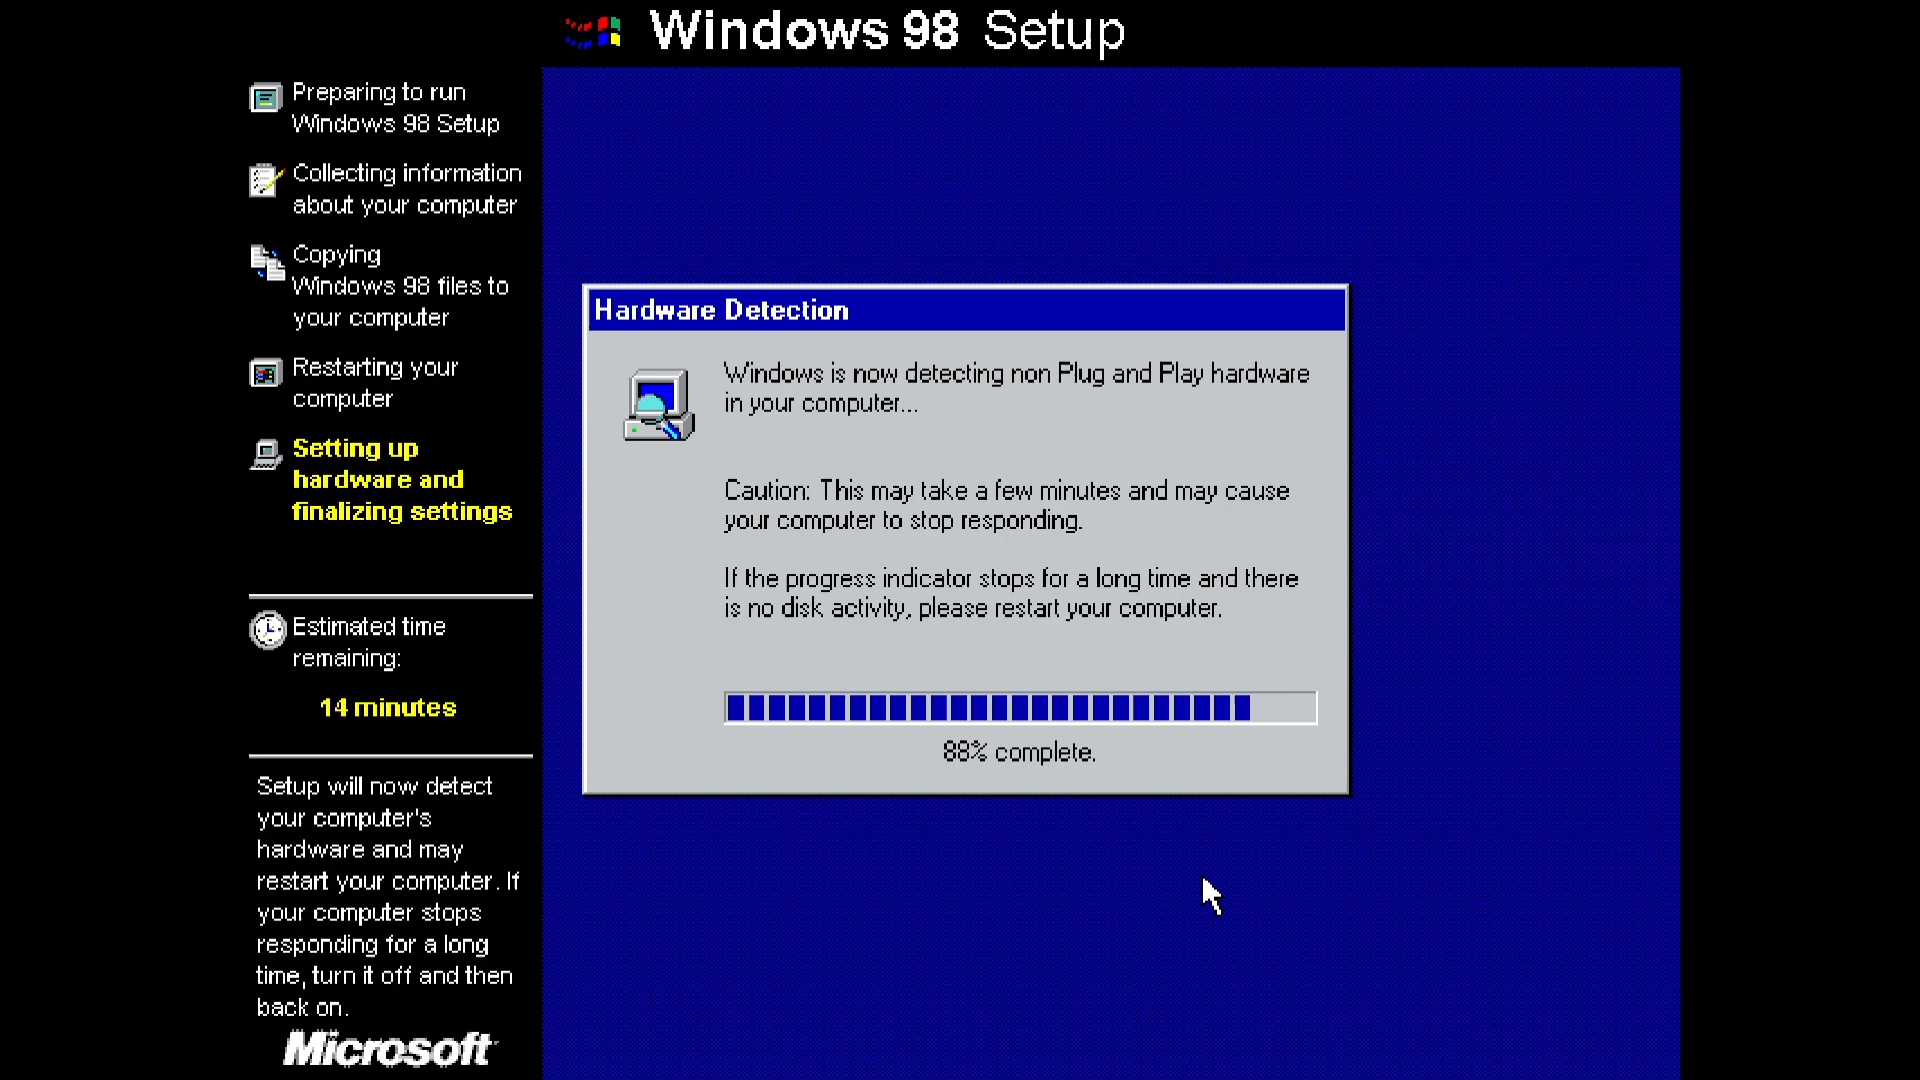 Windows 98 Setup
Preparing to run
Windows 98 Setup
Collecting information
about your computer
Copying
Windows 98 files to
your computer
Restarting your
computer
Setting up
hardware and
finalizing settings
Estimated time
remaining:
14 minutes
Setup will now detect
your computer's
hardware and may
restart your computer. If
your computer stops
responding for a long
time, turn it off and then
back on.
Microsoft
Hardware Detection
Windows is now detecting non Plug and Play hardware
in your computer...
Caution: This may take a few minutes and may cause
your computer to stop responding.
If the progress indicator stops for a long time and there
is no disk activity, please restart your computer.
88% complete.